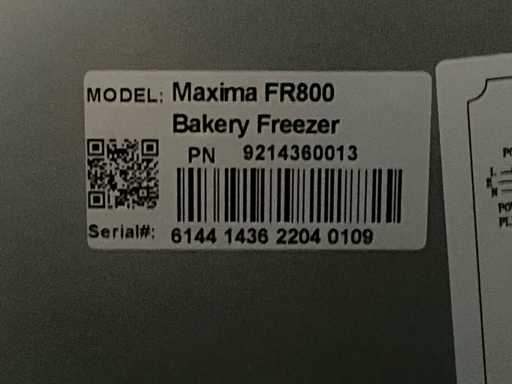 MODEL: Maxima FR800
Bakery Freezer
PN 9214360013
Serial#: 6144 1436 2204 0109
L
N